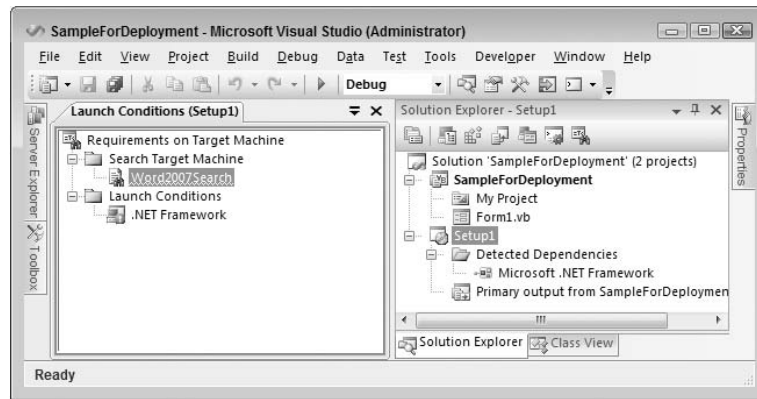 SampleForDeployment - Microsoft Visual Studio (Administrator)
File Edit View Project Build Debug Data Test Tools Developer Window Help
Debug
Launch Conditions (Setup1)
Requirements on Target Machine
Search Target Machine
Word2007Search
Launch Conditions
.NET Framework
Server Explorer
Toolbox
Solution Explorer - Setup1
Solution 'SampleForDeployment' (2 projects)
SampleForDeployment
My Project
Form1.vb
Setup1
Detected Dependencies
Microsoft .NET Framework
Primary output from SampleForDeploymen
Solution Explorer Class View
Properties
Ready